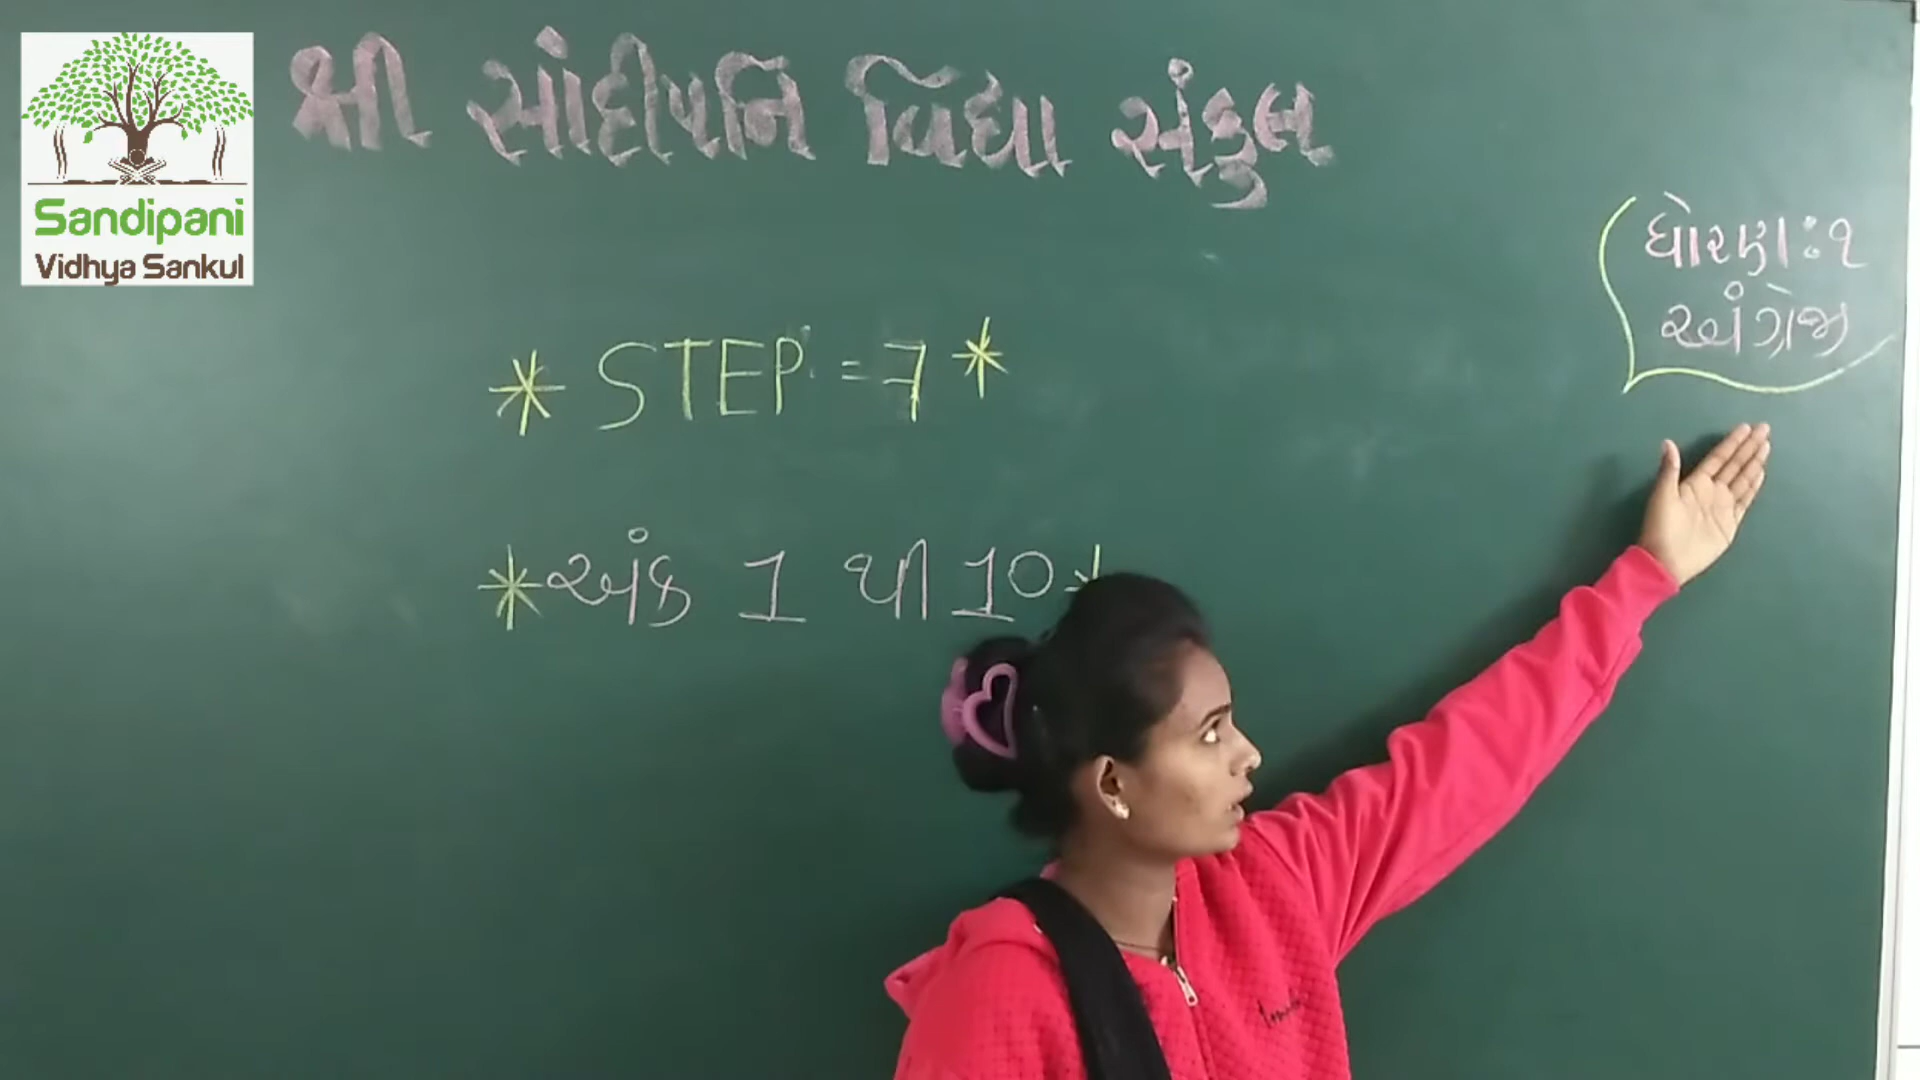 Sandipani
Vidhya Sankul
શ્રી સાંદીપનિ વિદ્યા સંકુલ
ધોરણ : ૧
અંગ્રેજી
* STEP = 7 *
* અંક 1 થી 10 *